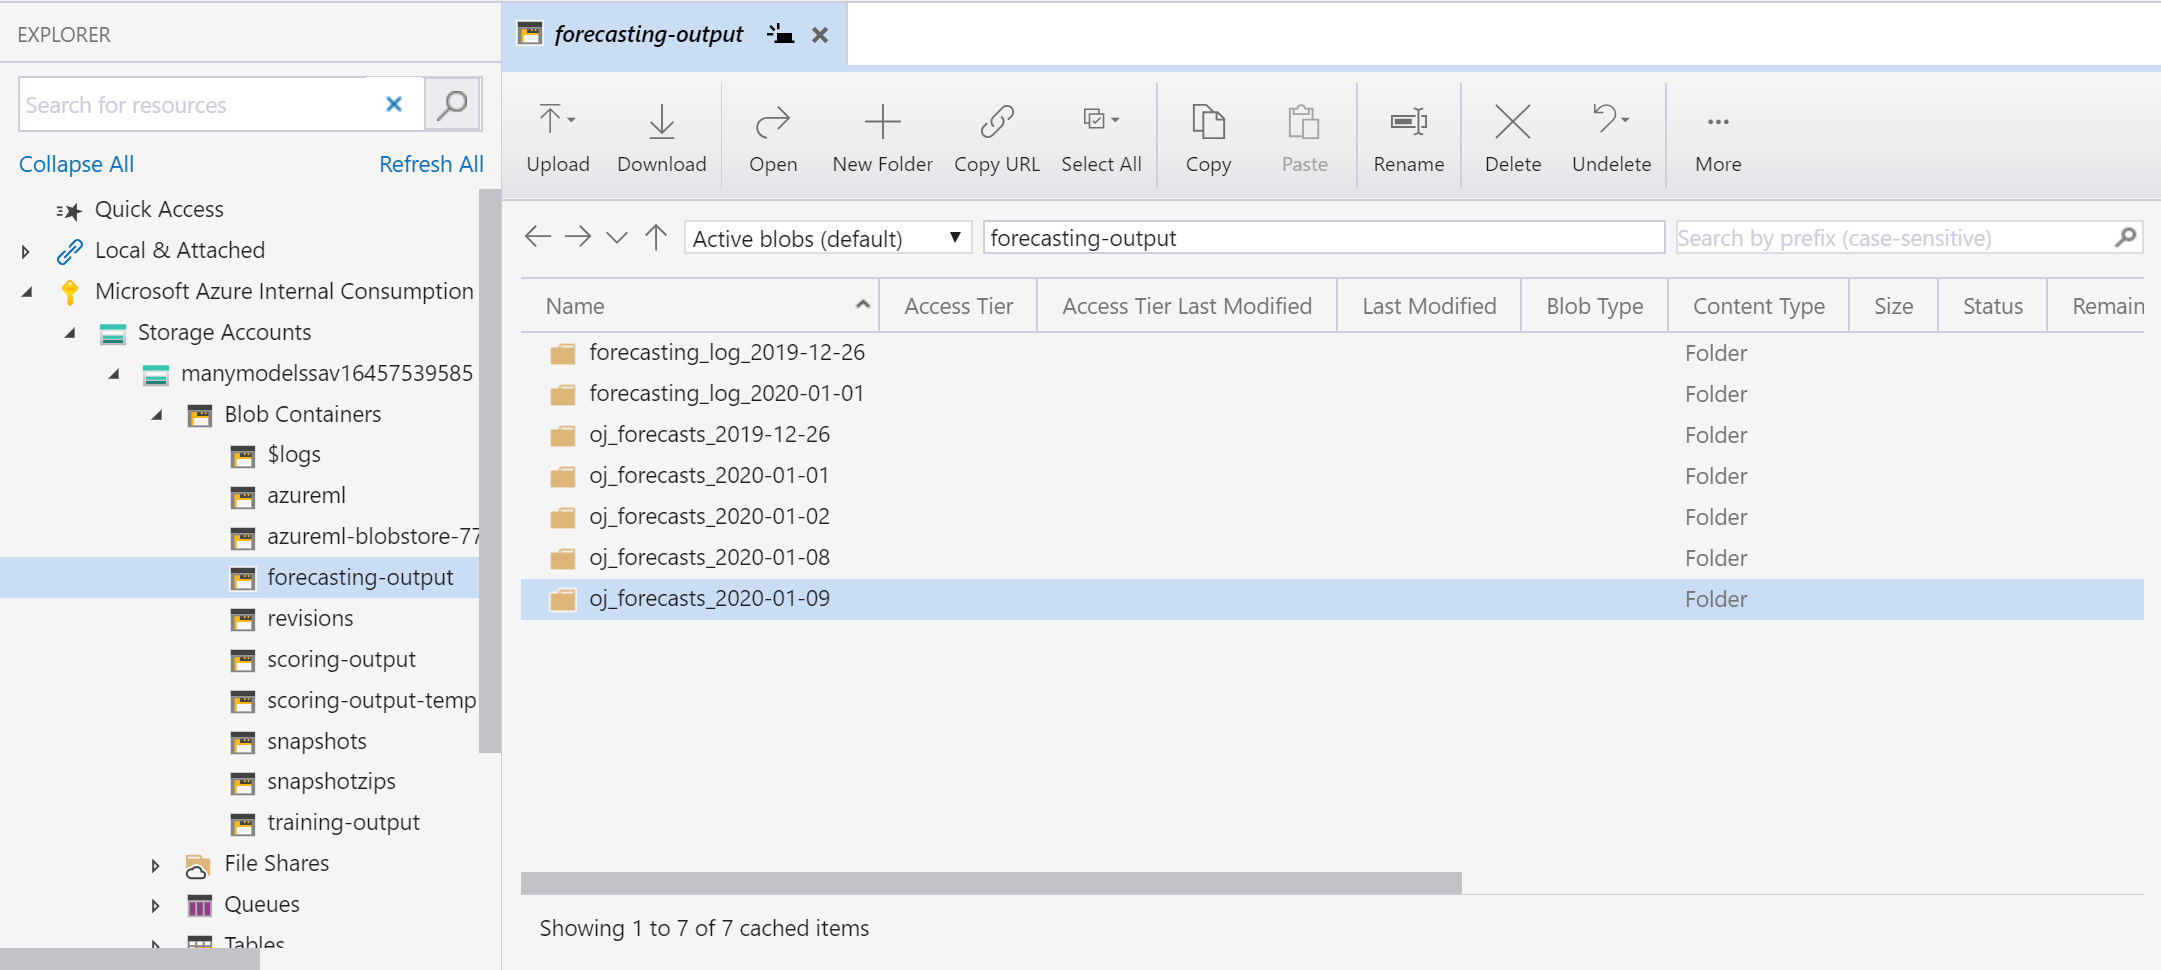 EXPLORER
Search for resources
Collapse All
Refresh All
Quick Access
Local & Attached
Microsoft Azure Internal Consumption
Storage Accounts
manymodelssav16457539585
Blob Containers
$logs
azureml
azureml-blobstore-77
forecasting-output
revisions
scoring-output
scoring-output-temp
snapshots
snapshotzips
training-output
File Shares
Queues
Tables
forecasting-output
Upload
Download
Open
New Folder
Copy URL
Select All
Copy
Paste
Rename
Delete
Undelete
More
Active blobs (default)
forecasting-output
Search by prefix (case-sensitive)
Name Access Tier Access Tier Last Modified Last Modified Blob Type Content Type Size Status Remain
forecasting_log_2019-12-26 Folder
forecasting_log_2020-01-01 Folder
oj_forecasts_2019-12-26 Folder
oj_forecasts_2020-01-01 Folder
oj_forecasts_2020-01-02 Folder
oj_forecasts_2020-01-08 Folder
oj_forecasts_2020-01-09 Folder
Showing 1 to 7 of 7 cached items